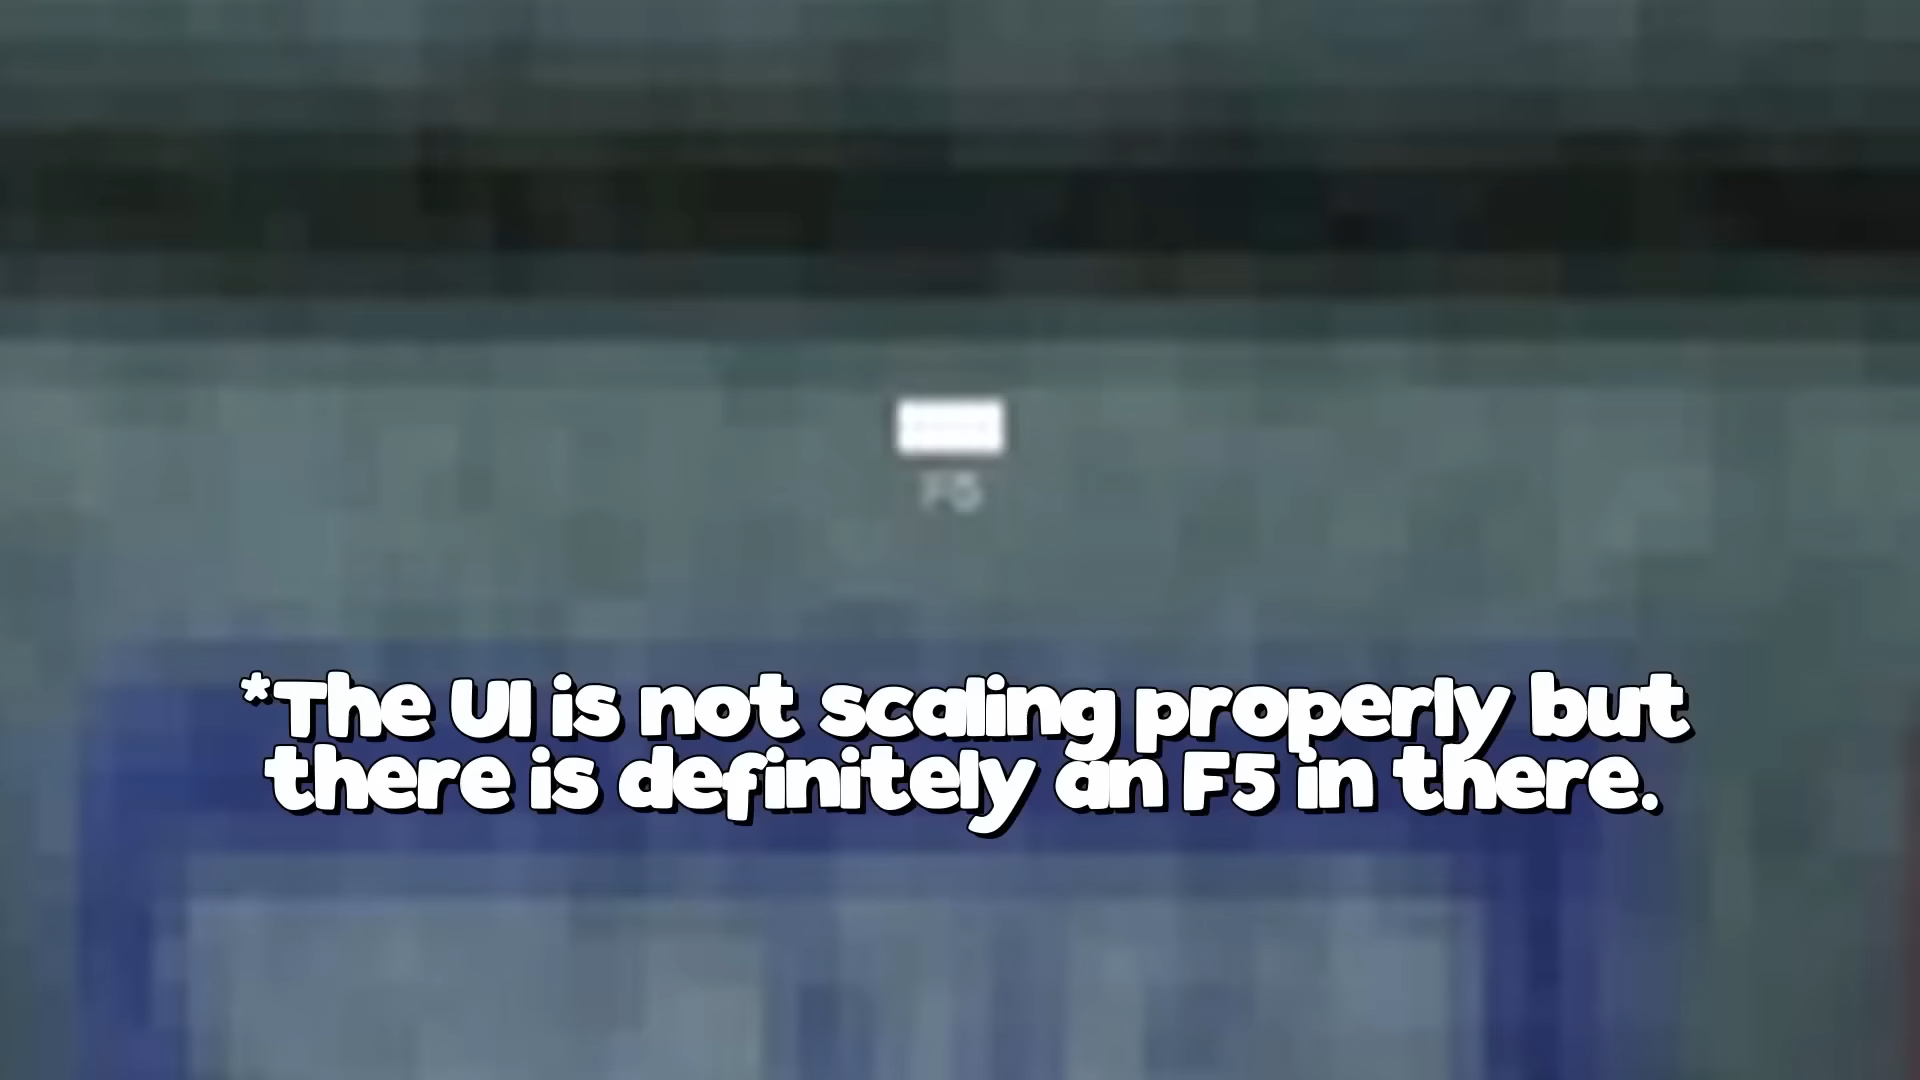 F5
*The UI is not scaling properly but
there is definitely an F5 in there.